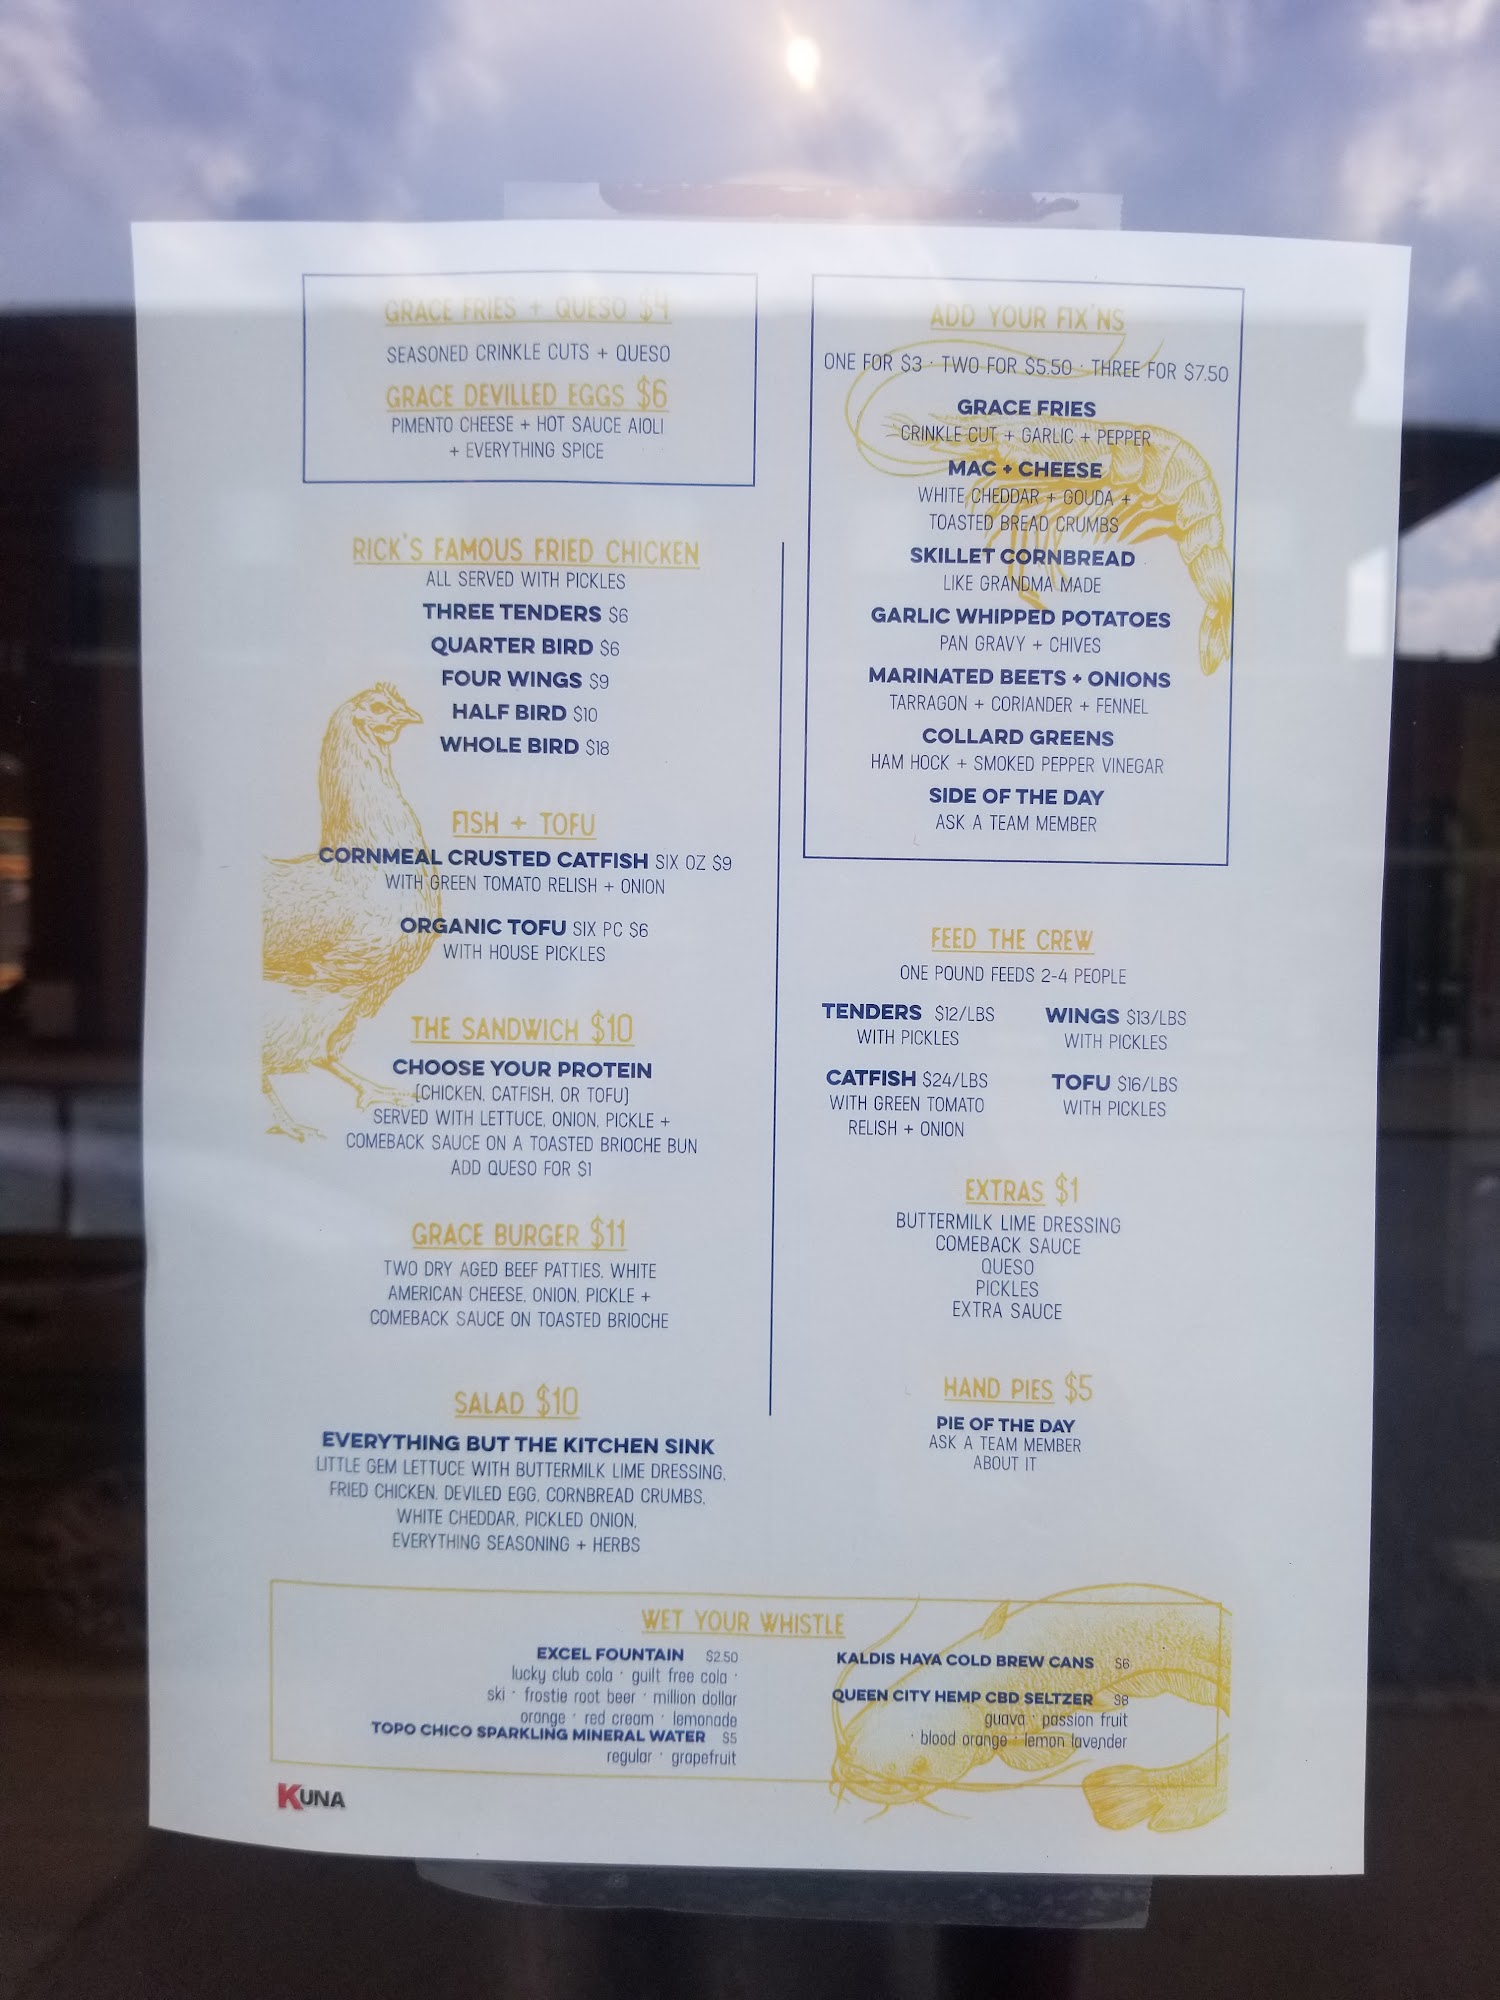 GRACE FRIES + QUESO $4
SEASONED CRINKLE CUTS + QUESO
GRACE DEVILLED EGGS $6
PIMENTO CHEESE + HOT SAUCE AIOLI
+ EVERYTHING SPICE
RICK'S FAMOUS FRIED CHICKEN
ALL SERVED WITH PICKLES
THREE TENDERS $6
QUARTER BIRD $6
FOUR WINGS $9
HALF BIRD $10
WHOLE BIRD $18
FISH + TOFU
CORNMEAL CRUSTED CATFISH SIX OZ $9
WITH GREEN TOMATO RELISH + ONION
ORGANIC TOFU SIX PC $6
WITH HOUSE PICKLES
THE SANDWICH $10
CHOOSE YOUR PROTEIN
(CHICKEN, CATFISH, OR TOFU)
SERVED WITH LETTUCE, ONION, PICKLE +
COMEBACK SAUCE ON A TOASTED BRIOCHE BUN
ADD QUESO FOR $1
GRACE BURGER $11
TWO DRY AGED BEEF PATTIES, WHITE
AMERICAN CHEESE, ONION, PICKLE +
COMEBACK SAUCE ON TOASTED BRIOCHE
SALAD $10
EVERYTHING BUT THE KITCHEN SINK
LITTLE GEM LETTUCE WITH BUTTERMILK LIME DRESSING,
FRIED CHICKEN, DEVILED EGG, CORNBREAD CRUMBS,
WHITE CHEDDAR, PICKLED ONION,
EVERYTHING SEASONING + HERBS
ADD YOUR FIX'NS
ONE FOR $3 · TWO FOR $5.50 · THREE FOR $7.50
GRACE FRIES
CRINKLE CUT + GARLIC + PEPPER
MAC + CHEESE
WHITE CHEDDAR + GOUDA +
TOASTED BREAD CRUMBS
SKILLET CORNBREAD
LIKE GRANDMA MADE
GARLIC WHIPPED POTATOES
PAN GRAVY + CHIVES
MARINATED BEETS + ONIONS
TARRAGON + CORIANDER + FENNEL
COLLARD GREENS
HAM HOCK + SMOKED PEPPER VINEGAR
SIDE OF THE DAY
ASK A TEAM MEMBER
FEED THE CREW
ONE POUND FEEDS 2-4 PEOPLE
TENDERS $12/LBS
WITH PICKLES
WINGS $13/LBS
WITH PICKLES
CATFISH $24/LBS
WITH GREEN TOMATO
RELISH + ONION
TOFU $16/LBS
WITH PICKLES
EXTRAS $1
BUTTERMILK LIME DRESSING
COMEBACK SAUCE
QUESO
PICKLES
EXTRA SAUCE
HAND PIES $5
PIE OF THE DAY
ASK A TEAM MEMBER
ABOUT IT
WET YOUR WHISTLE
EXCEL FOUNTAIN $2.50
lucky club cola · guilt free cola ·
ski · frostie root beer · million dollar
orange · red cream · lemonade
TOPO CHICO SPARKLING MINERAL WATER $5
regular · grapefruit
KALDIS HAYA COLD BREW CANS $6
QUEEN CITY HEMP CBD SELTZER $8
guava · passion fruit
· blood orange · lemon lavender
KUNA